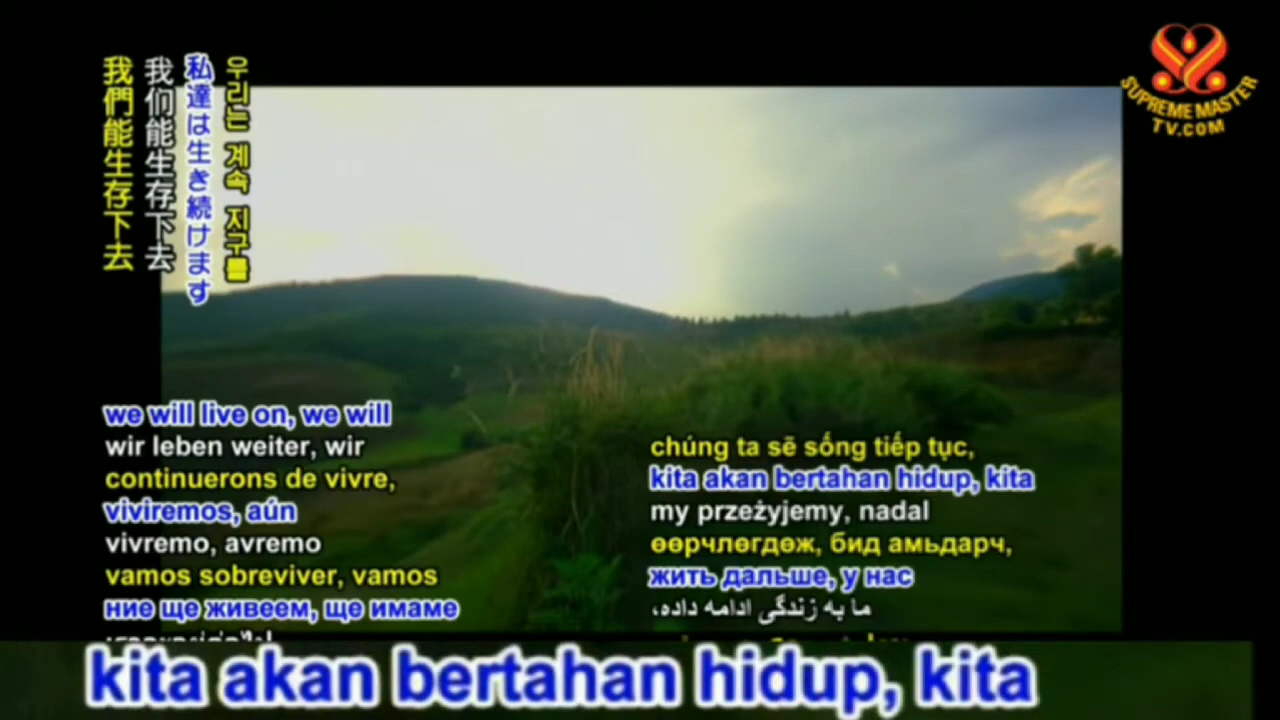 우리는 계속 지구를
私達は生き続けます
我们能生存下去
我們能生存下去
SUPREME MASTER
TV.COM
we will live on, we will
wir leben weiter, wir
continuerons de vivre,
viviremos, aún
vivremo, avremo
vamos sobreviver, vamos
ние ще живеем, ще имаме
chúng ta sẽ sống tiếp tục,
kita akan bertahan hidup, kita
my przeżyjemy, nadal
өөрчлөгдөж, бид амьдарч,
жить дальше, у нас
ما به زندگی ادامه داده،
kita akan bertahan hidup, kita